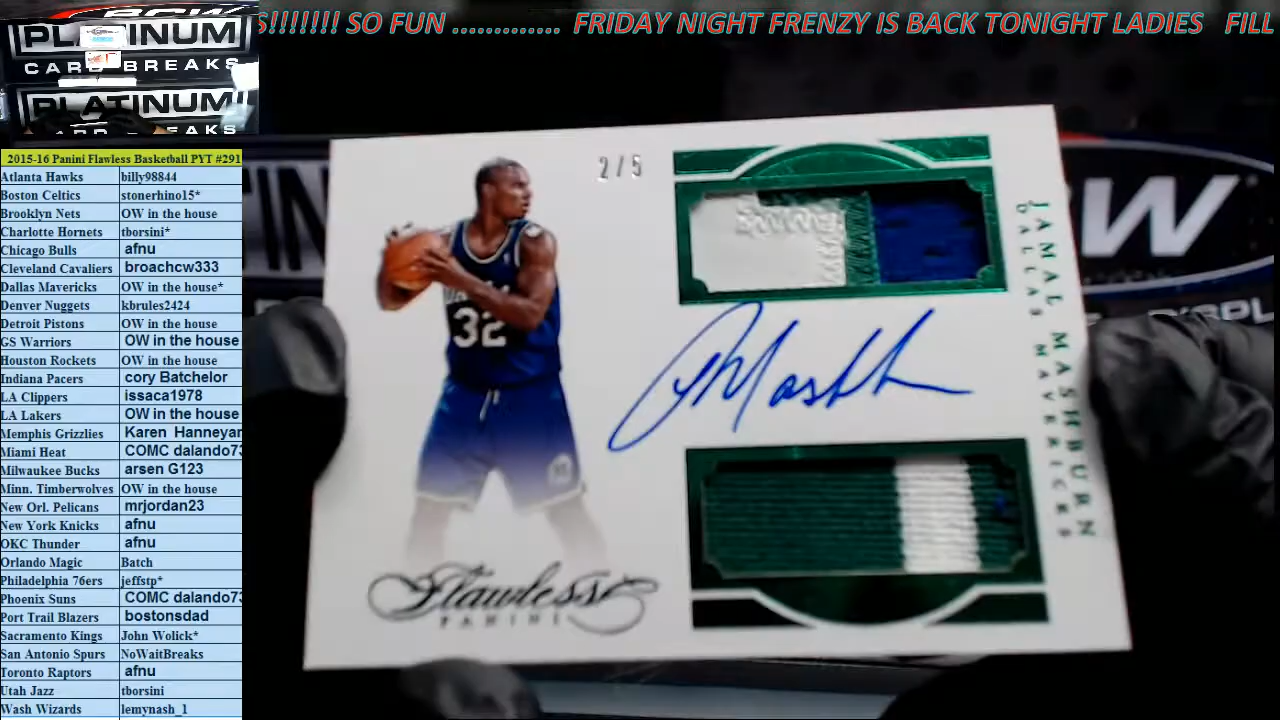 S!!!!!!! SO FUN ............. FRIDAY NIGHT FRENZY IS BACK TONIGHT LADIES FILL
PLATINUM
CARD BREAKS
PLATINUM
CARDS BREAKS
2015-16 Panini Flawless Basketball PYT #291
Atlanta Hawks billy98844
Boston Celtics stonerhino15*
Brooklyn Nets OW in the house
Charlotte Hornets tborsini*
Chicago Bulls afnu
Cleveland Cavaliers broachcw333
Dallas Mavericks OW in the house*
Denver Nuggets kbrules2424
Detroit Pistons OW in the house
GS Warriors OW in the house
Houston Rockets OW in the house
Indiana Pacers cory Batchelor
LA Clippers issaca1978
LA Lakers OW in the house
Memphis Grizzlies Karen Hanneyar
Miami Heat COMC dalando73
Milwaukee Bucks arsen G123
Minn. Timberwolves OW in the house
New Orl. Pelicans mrjordan23
New York Knicks afnu
OKC Thunder afnu
Orlando Magic Batch
Philadelphia 76ers jeffstp*
Phoenix Suns COMC dalando73
Port Trail Blazers bostonsdad
Sacramento Kings John Wolick*
San Antonio Spurs NoWaitBreaks
Toronto Raptors afnu
Utah Jazz tborsini
Wash Wizards lemynash_1
2/5
32
JAMAL MASHBURN
DALLAS MAVERICKS
Flawless
PANINI